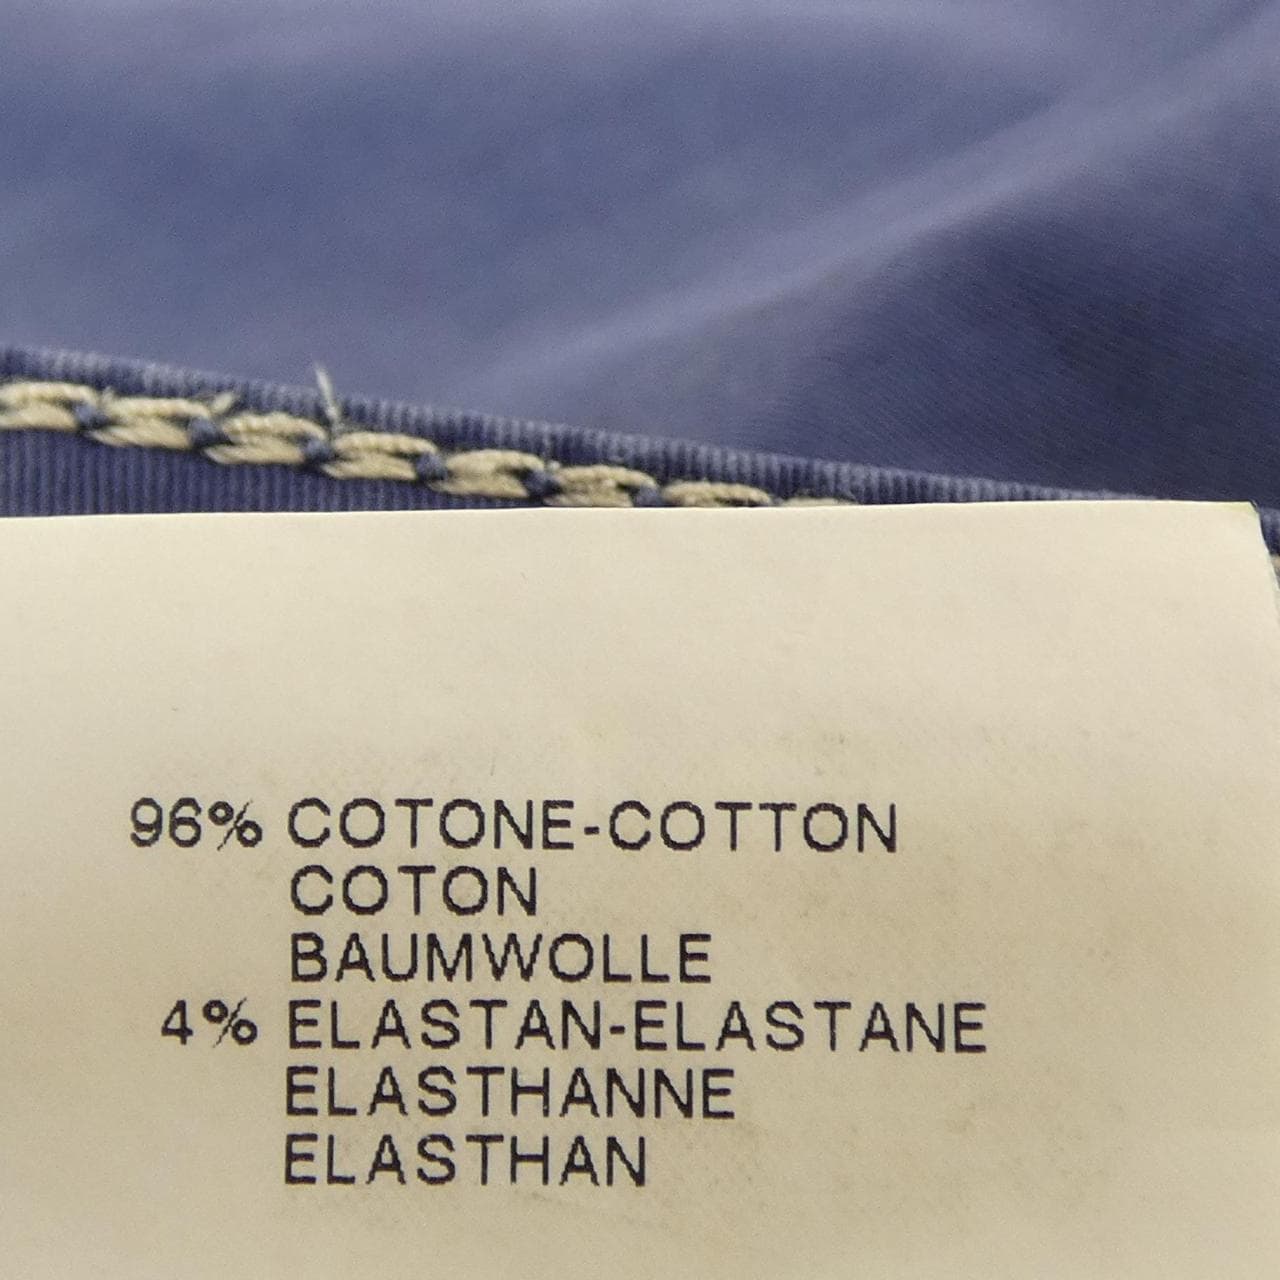 96% COTONE-COTTON
COTON
BAUMWOLLE
4% ELASTAN-ELASTANE
ELASTHANNE
ELASTHAN